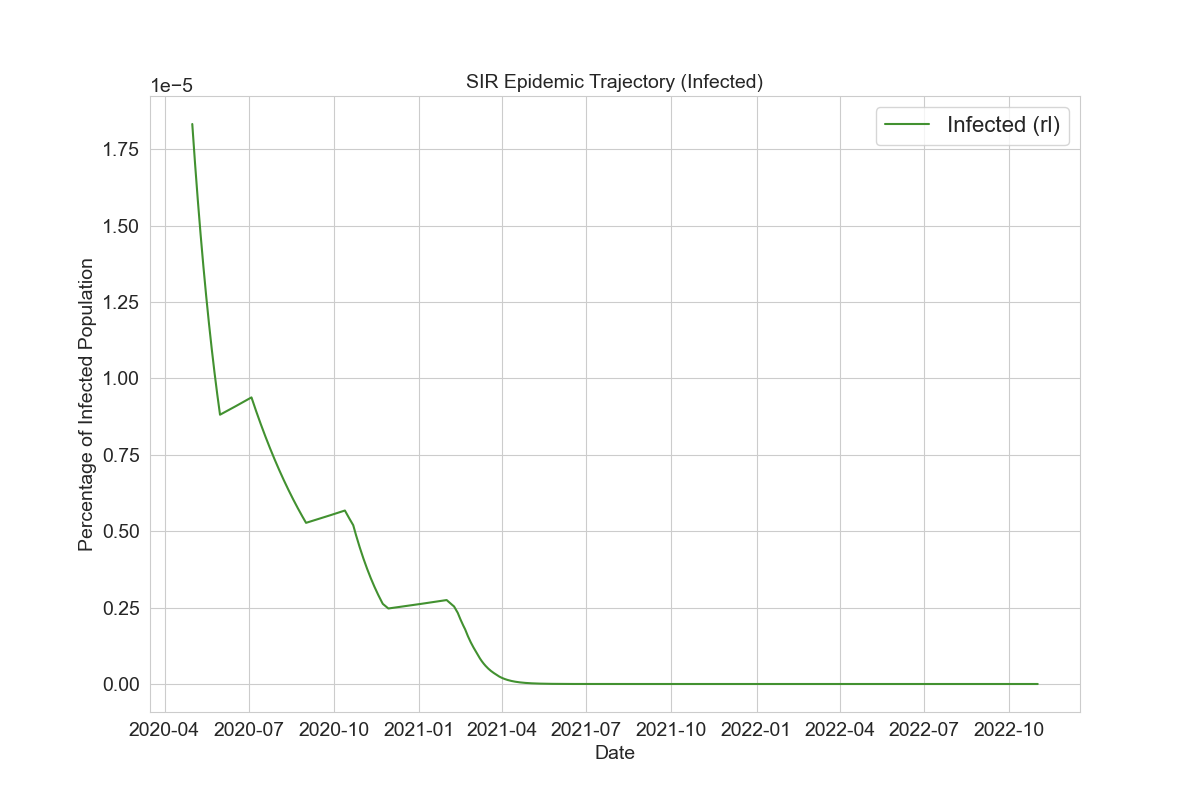 SIR Epidemic Trajectory (Infected)
1e−5
Infected (rl)
1.75
1.50
1.25
1.00
0.75
0.50
0.25
0.00
Percentage of Infected Population
2020-04 2020-07 2020-10 2021-01 2021-04 2021-07 2021-10 2022-01 2022-04 2022-07 2022-10
Date